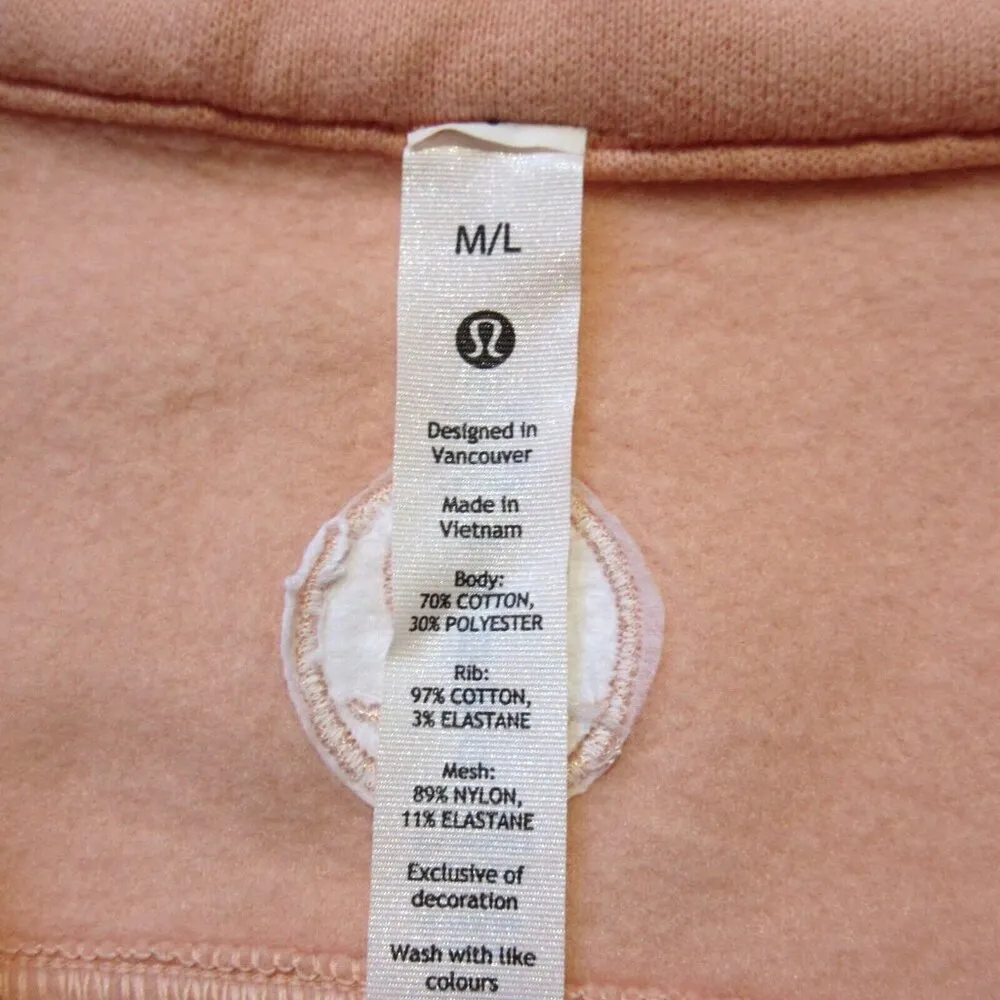 M/L
Designed in
Vancouver
Made in
Vietnam
Body:
70% COTTON,
30% POLYESTER
Rib:
97% COTTON,
3% ELASTANE
Mesh:
89% NYLON,
11% ELASTANE
Exclusive of
decoration
Wash with like
colours